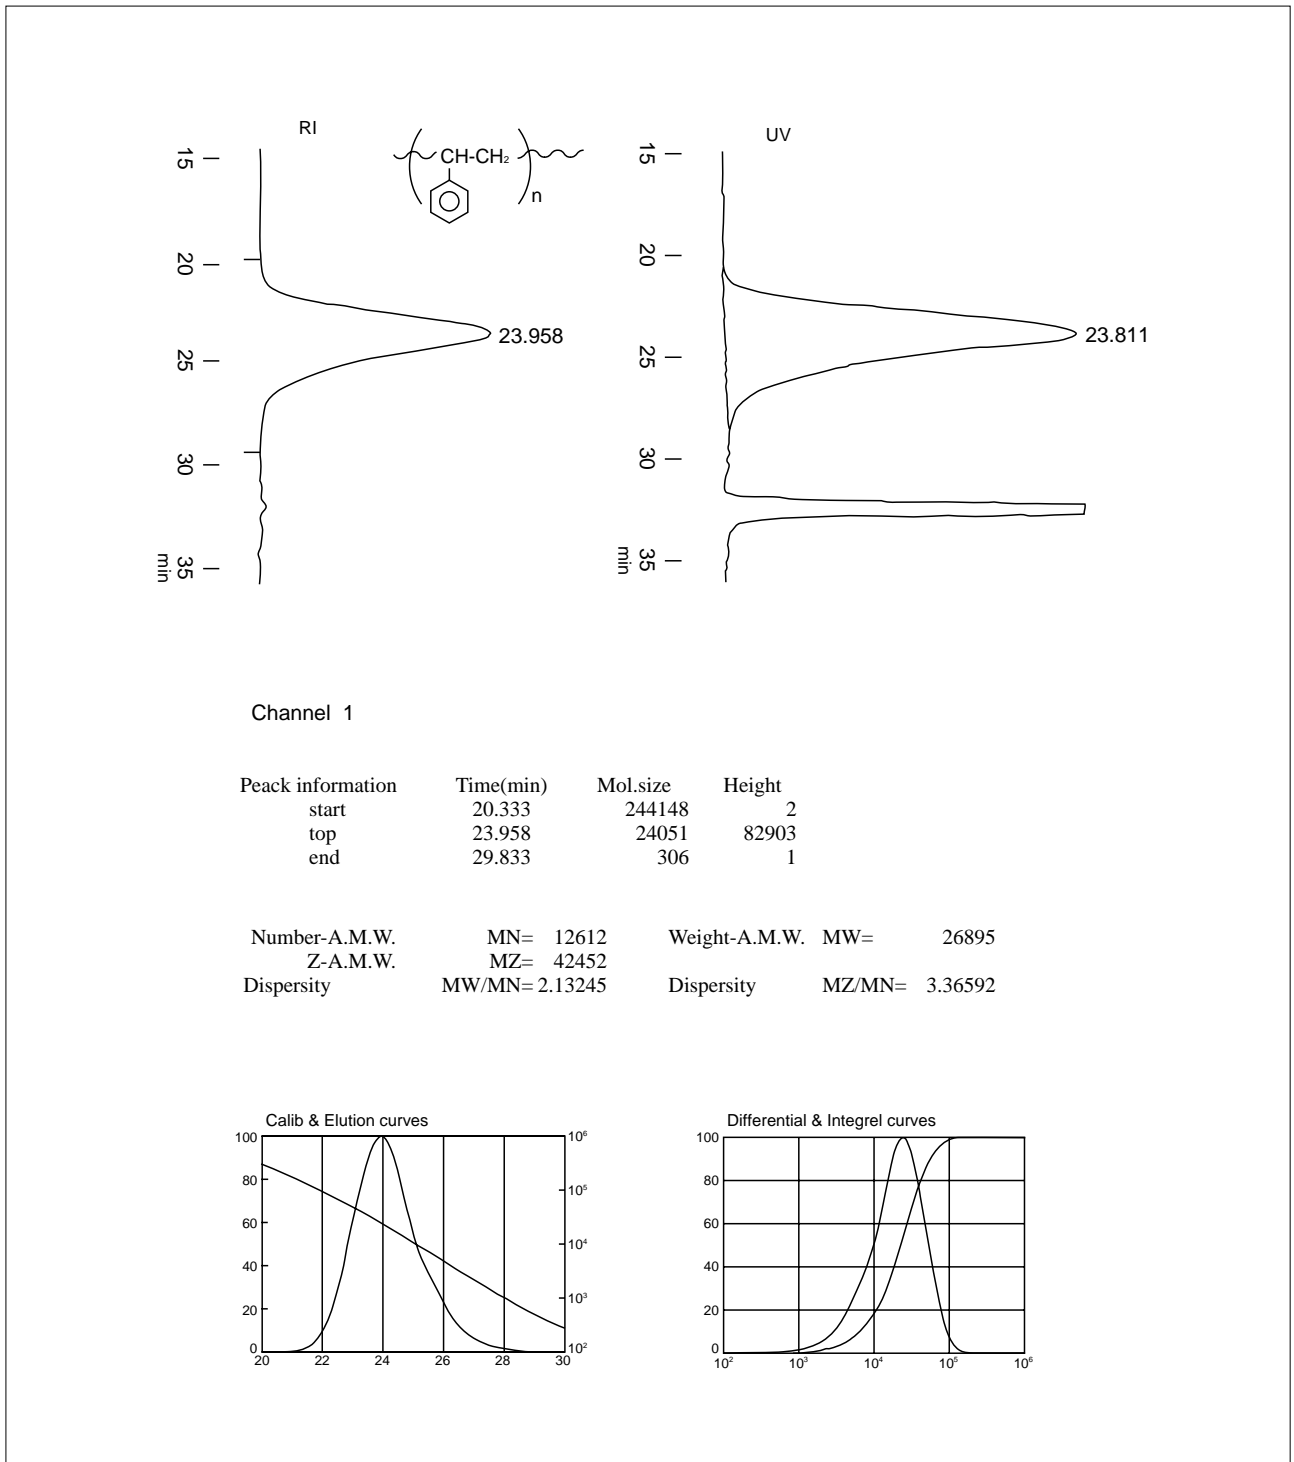 RI
UV
CH-CH₂
n
15
20
25
30
35
min
23.958
15
20
25
30
35
min
23.811
Channel 1
Peack information Time(min) Mol.size Height
start 20.333 244148 2
top 23.958 24051 82903
end 29.833 306 1
Number-A.M.W. MN= 12612 Weight-A.M.W. MW= 26895
Z-A.M.W. MZ= 42452
Dispersity MW/MN= 2.13245 Dispersity MZ/MN= 3.36592
Calib & Elution curves
100
80
60
40
20
0
20 22 24 26 28 30
10⁶
10⁵
10⁴
10³
10²
Differential & Integrel curves
100
80
60
40
20
0
10² 10³ 10⁴ 10⁵ 10⁶